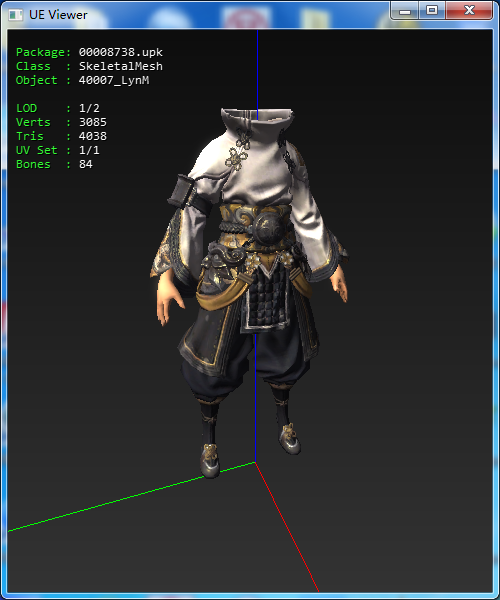 UE Viewer
Package: 00008738.upk
Class : SkeletalMesh
Object : 40007_LynM
LOD : 1/2
Verts : 3085
Tris : 4038
UV Set : 1/1
Bones : 84